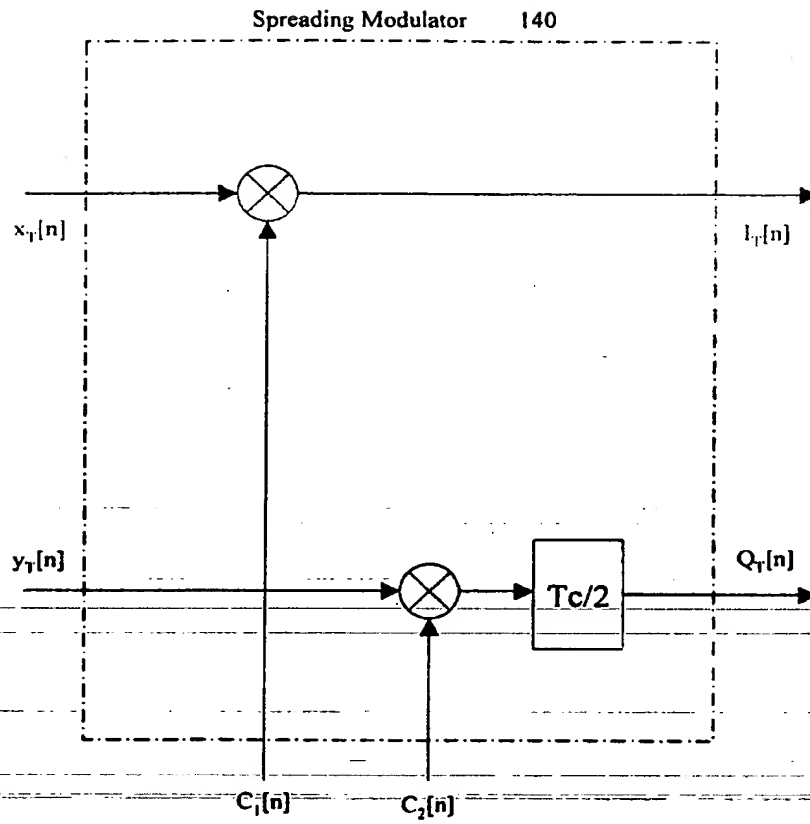 Spreading Modulator 140
x_T[n]
I_T[n]
y_T[n]
Q_T[n]
Tc/2
C_1[n]
C_2[n]